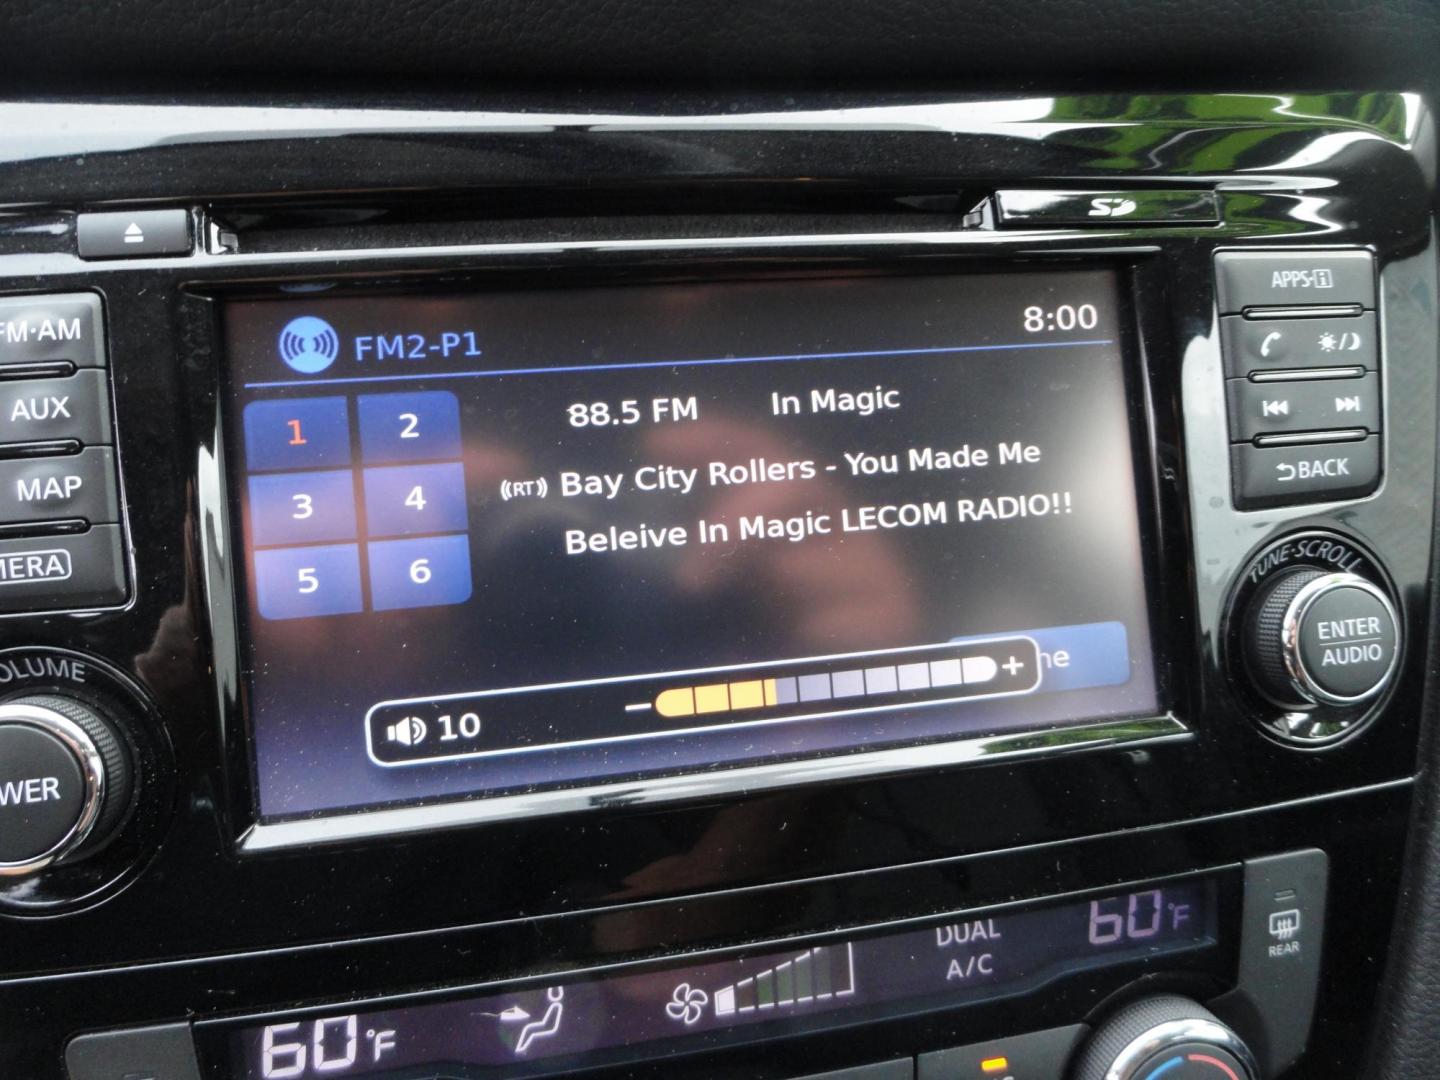 SD
FM·AM
AUX
MAP
MERA
OLUME
WER
FM2-P1
8:00
1 2
3 4
5 6
88.5 FM In Magic
((RT)) Bay City Rollers - You Made Me
Beleive In Magic LECOM RADIO!!
10
- +
ne
APPS·i
BACK
TUNE·SCROLL
ENTER
AUDIO
60°F
DUAL
A/C
60°F
REAR